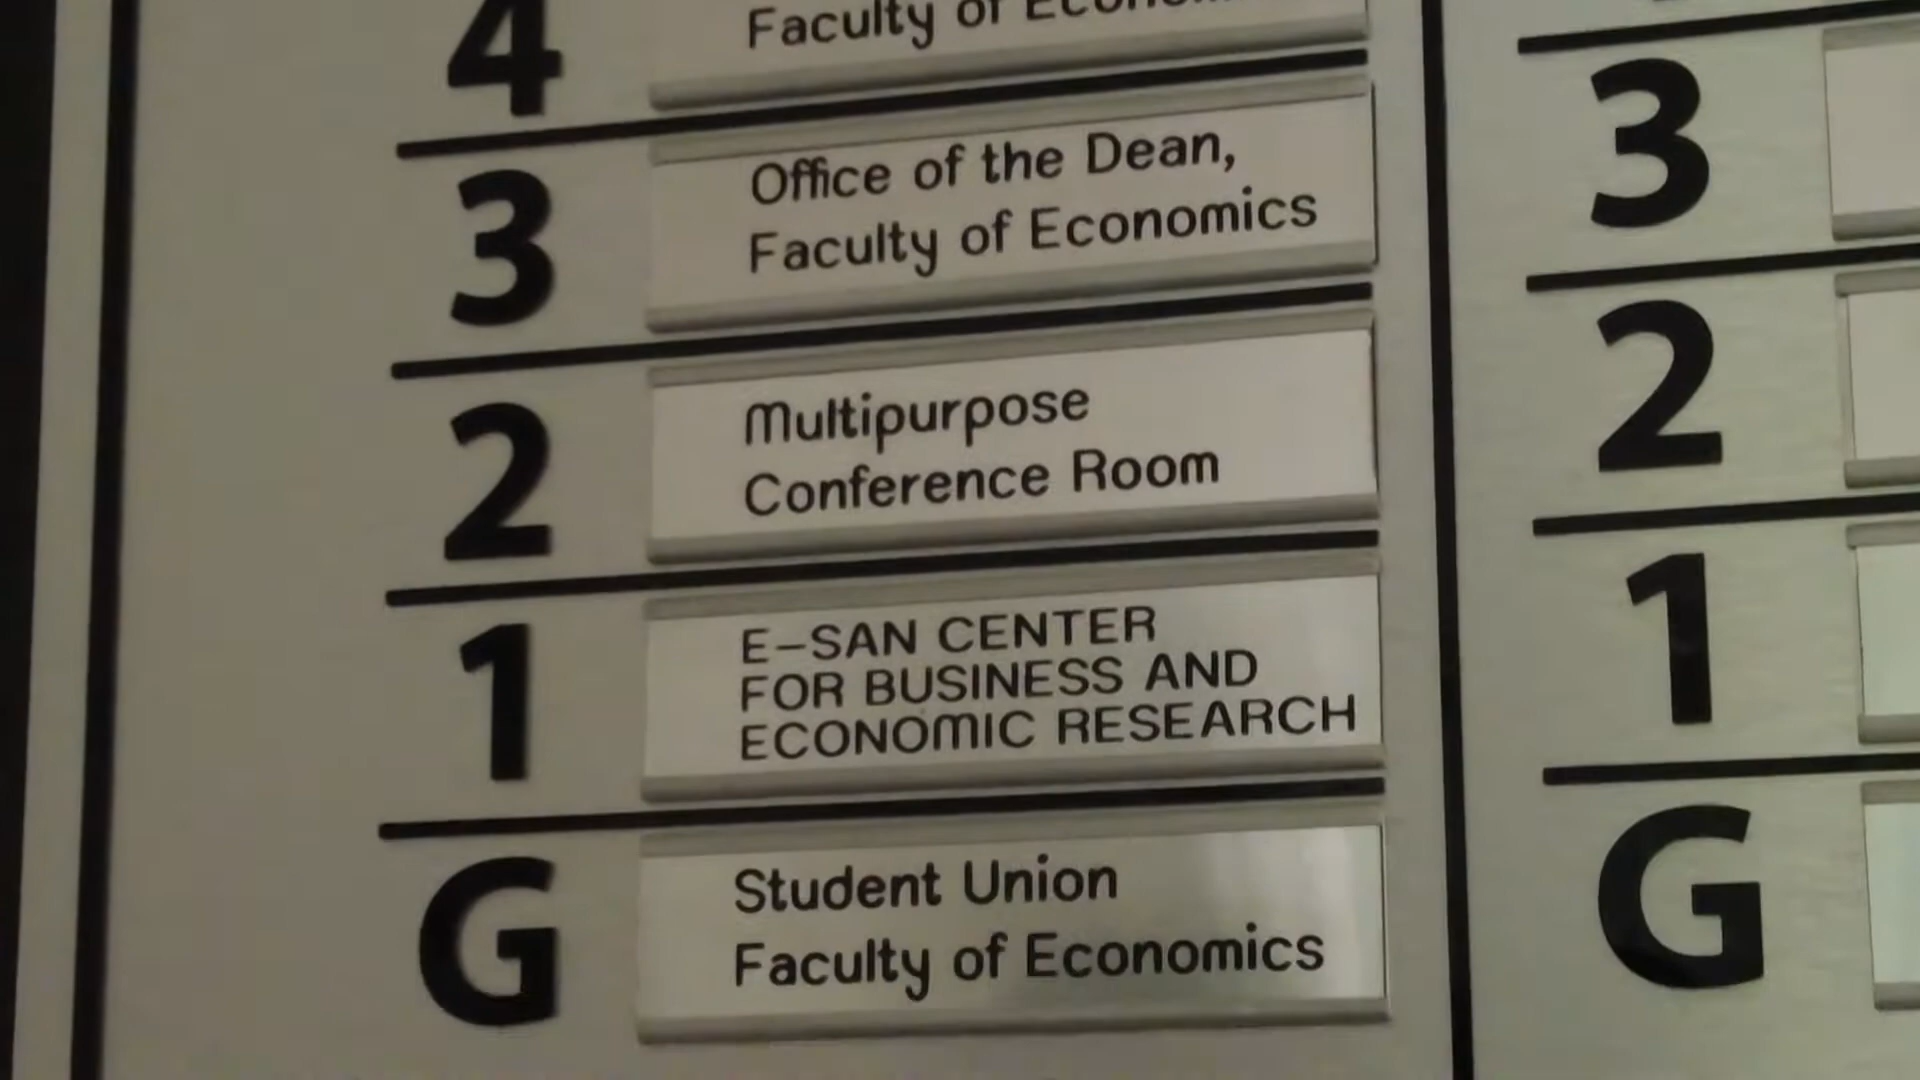 4
Faculty of Economics
3
Office of the Dean,
Faculty of Economics
2
Multipurpose
Conference Room
1
E-SAN CENTER
FOR BUSINESS AND
ECONOMIC RESEARCH
G
Student Union
Faculty of Economics
3
2
1
G